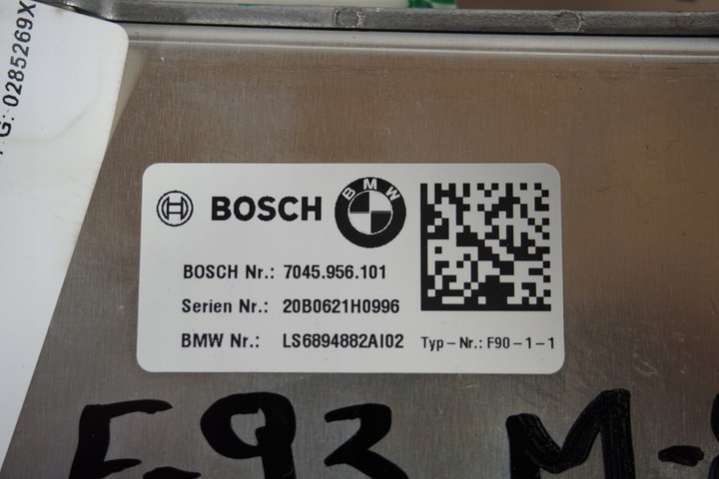 G: 0285269X
BOSCH BMW
BOSCH Nr.: 7045.956.101
Serien Nr.: 20B0621H0996
BMW Nr.: LS6894882AI02 Typ-Nr.: F90-1-1
E-93 M-